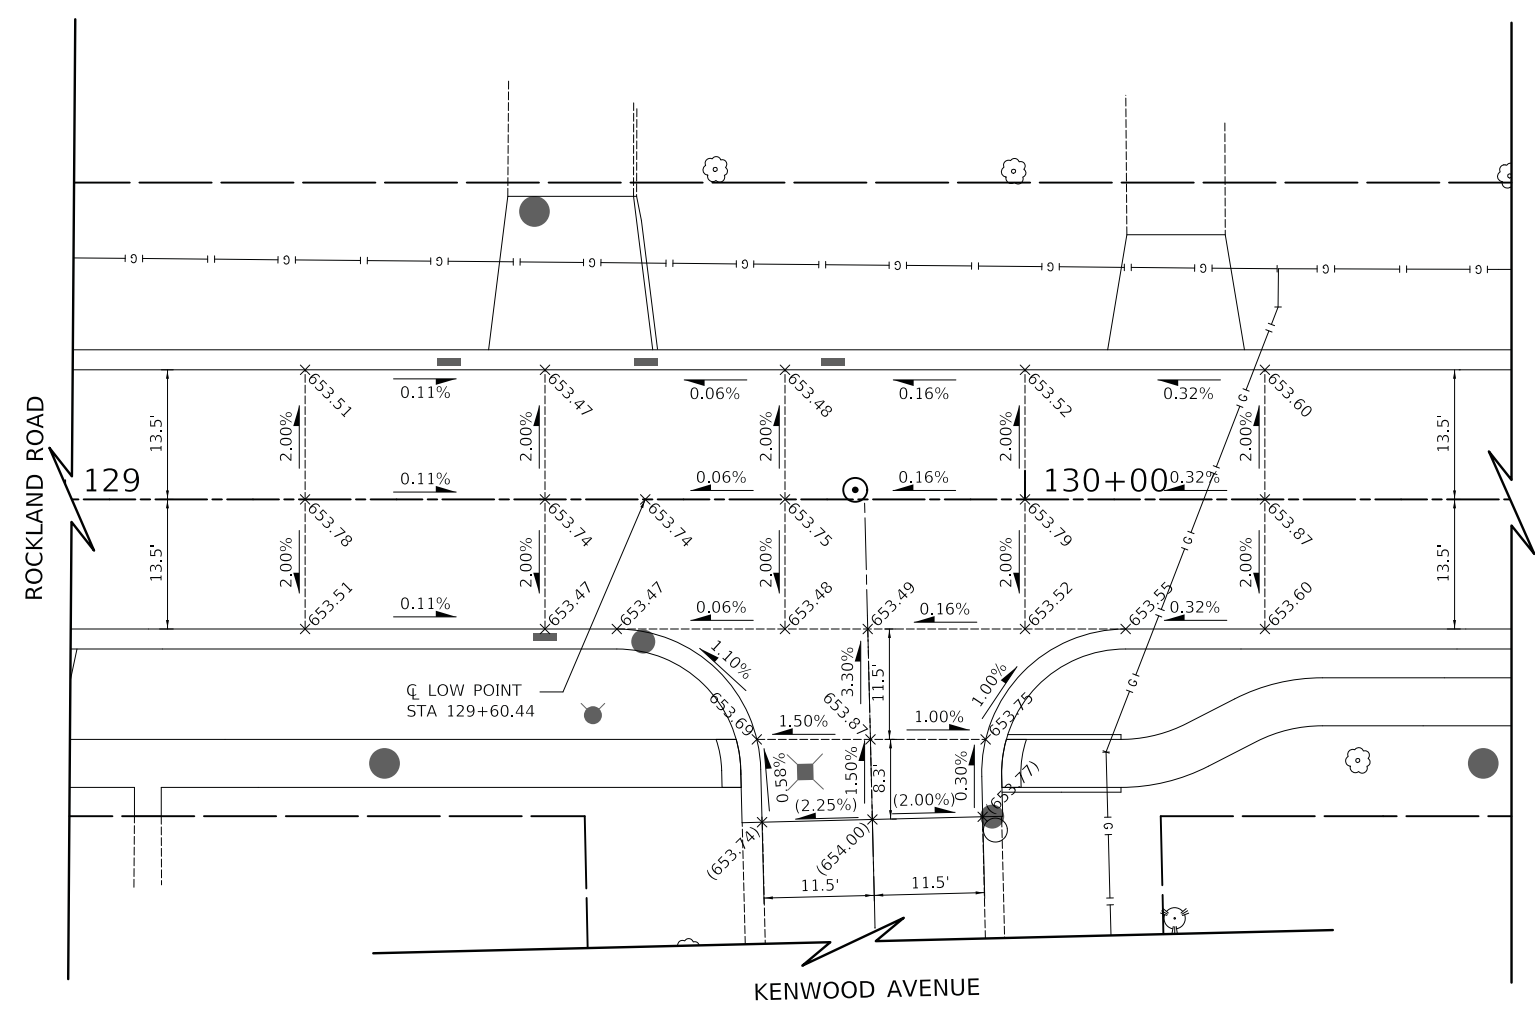 G G G G G G G G G G
653.51 653.47 653.48 653.52 653.60
0.11% 0.06% 0.16% 0.32%
G
13.5' 2.00% 2.00% 2.00% 2.00% 2.00% 13.5'
ROCKLAND ROAD
129 0.11% 0.06% 0.16% 130+00 0.32%
653.78 653.74 653.74 653.75 653.79 653.87
G
13.5' 2.00% 2.00% 2.00% 2.00% 2.00% 13.5'
0.11% 0.06% 0.16% 0.32%
653.51 653.47 653.47 653.48 653.49 653.52 653.55 653.60
1.10% 3.30% 11.5' 1.00%
G
℄ LOW POINT
STA 129+60.44
653.69 1.50% 653.87 1.00% 653.75
0.58% 1.50% 8.3' 0.30%
(2.25%) (2.00%) (653.77)
G
(653.74) (654.00)
11.5' 11.5'
KENWOOD AVENUE